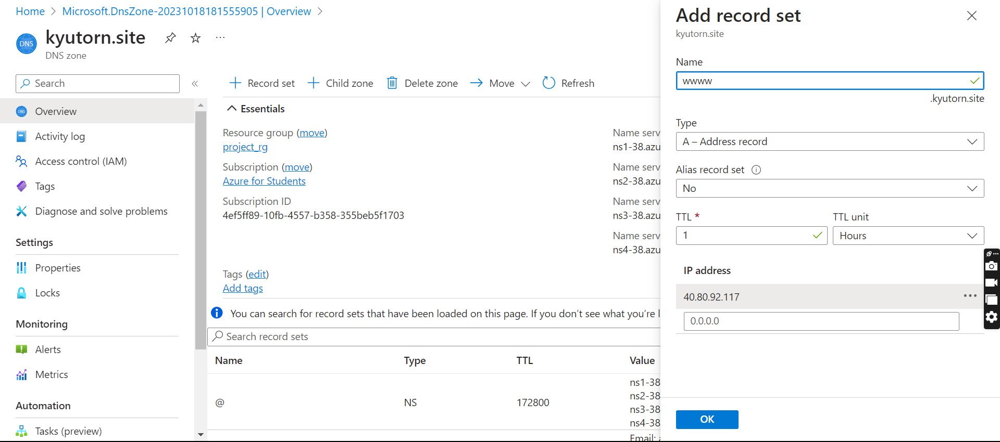 Home > Microsoft.DnsZone-20231018181555905 | Overview >
DNS
kyutorn.site
DNS zone
Search
«
Overview
Activity log
Access control (IAM)
Tags
Diagnose and solve problems
Settings
Properties
Locks
Monitoring
Alerts
Metrics
Automation
Tasks (preview)
Record set
Child zone
Delete zone
Move
Refresh
Essentials
Resource group (move)
project_rg
Subscription (move)
Azure for Students
Subscription ID
4ef5ff89-10fb-4557-b358-355beb5f1703
Name serv
ns1-38.azu
Name serv
ns2-38.azu
Name serv
ns3-38.azu
Name serv
ns4-38.azu
Tags (edit)
Add tags
You can search for record sets that have been loaded on this page. If you don't see what you're l
Search record sets
Name Type TTL Value
@ NS 172800
ns1-38
ns2-38
ns3-38
ns4-38
Email:
Add record set
kyutorn.site
Name
wwww
.kyutorn.site
Type
A – Address record
Alias record set
No
TTL *
TTL unit
1
Hours
IP address
40.80.92.117
0.0.0.0
OK